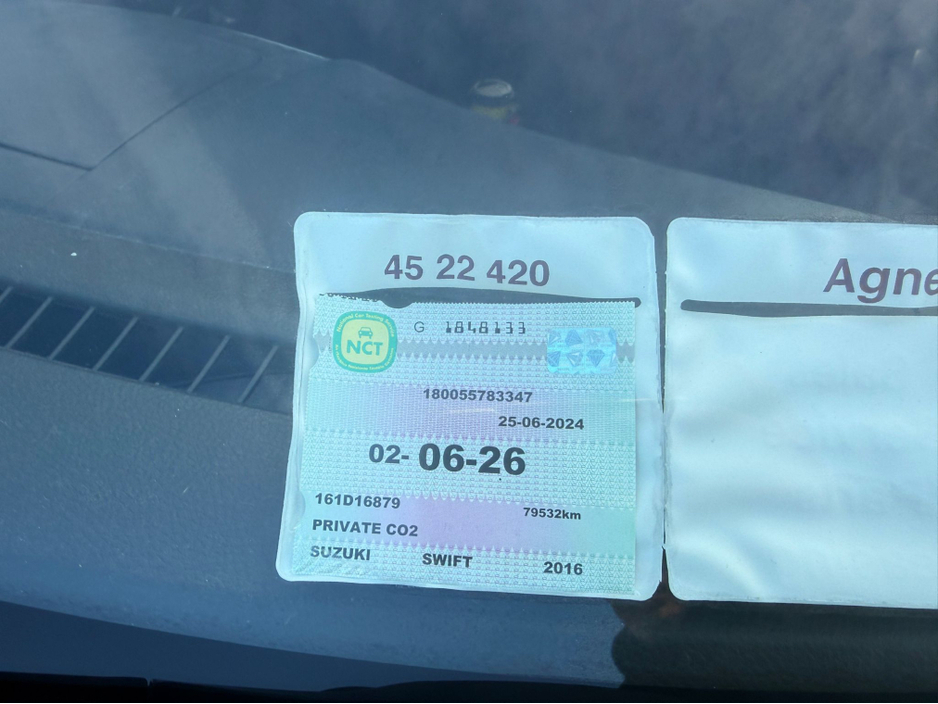 45 22 420
Agne
NCT
G 1848133
180055783347
25-06-2024
02-06-26
161D16879
79532km
PRIVATE CO2
SUZUKI SWIFT 2016